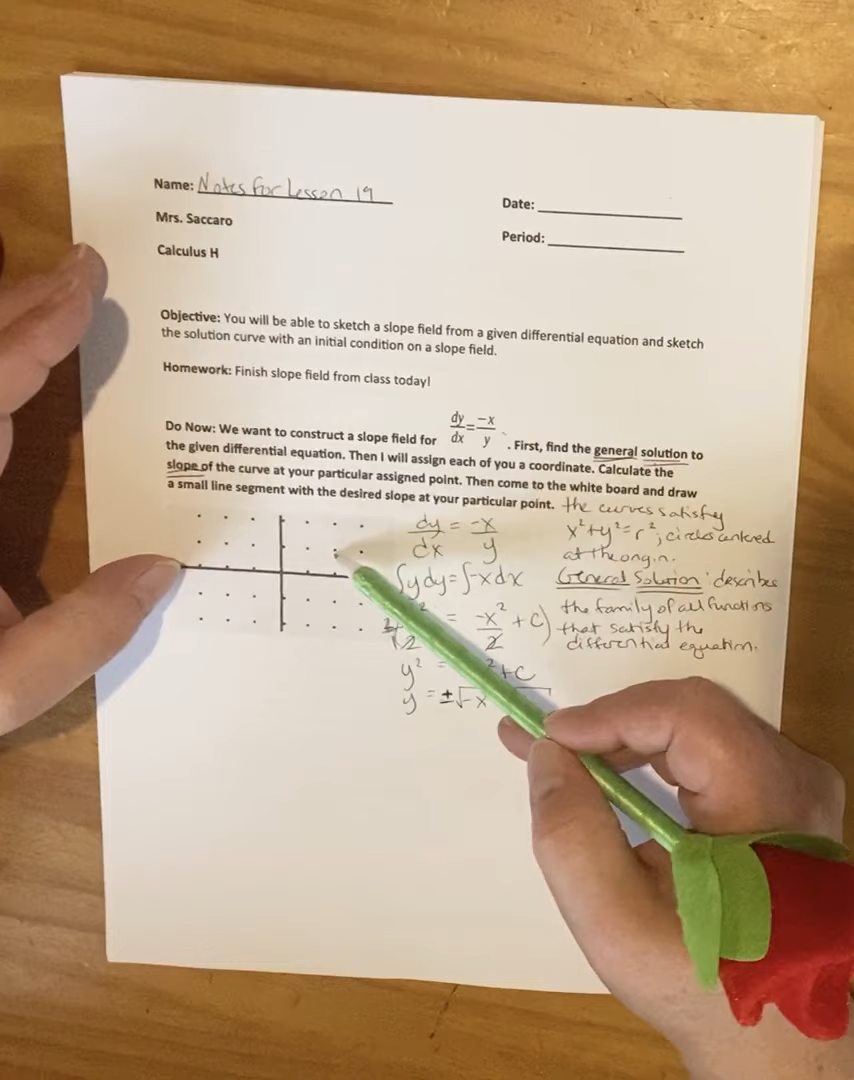 Name: Notes for Lesson 19
Date:
Mrs. Saccaro
Period:
Calculus H
Objective: You will be able to sketch a slope field from a given differential equation and sketch
the solution curve with an initial condition on a slope field.
Homework: Finish slope field from class today!
Do Now: We want to construct a slope field for dy/dx = -x/y . First, find the general solution to
the given differential equation. Then I will assign each of you a coordinate. Calculate the
slope of the curve at your particular assigned point. Then come to the white board and draw
a small line segment with the desired slope at your particular point.
dy/dx = -x/y
∫y dy = ∫-x dx
= -x²/2 + C)
y² = ²+C
y = ±√-x
the curves satisfy
x²+y²=r², circles centered
at the origin.
General Solution: describes
the family of all functions
that satisfy the
differential equation.